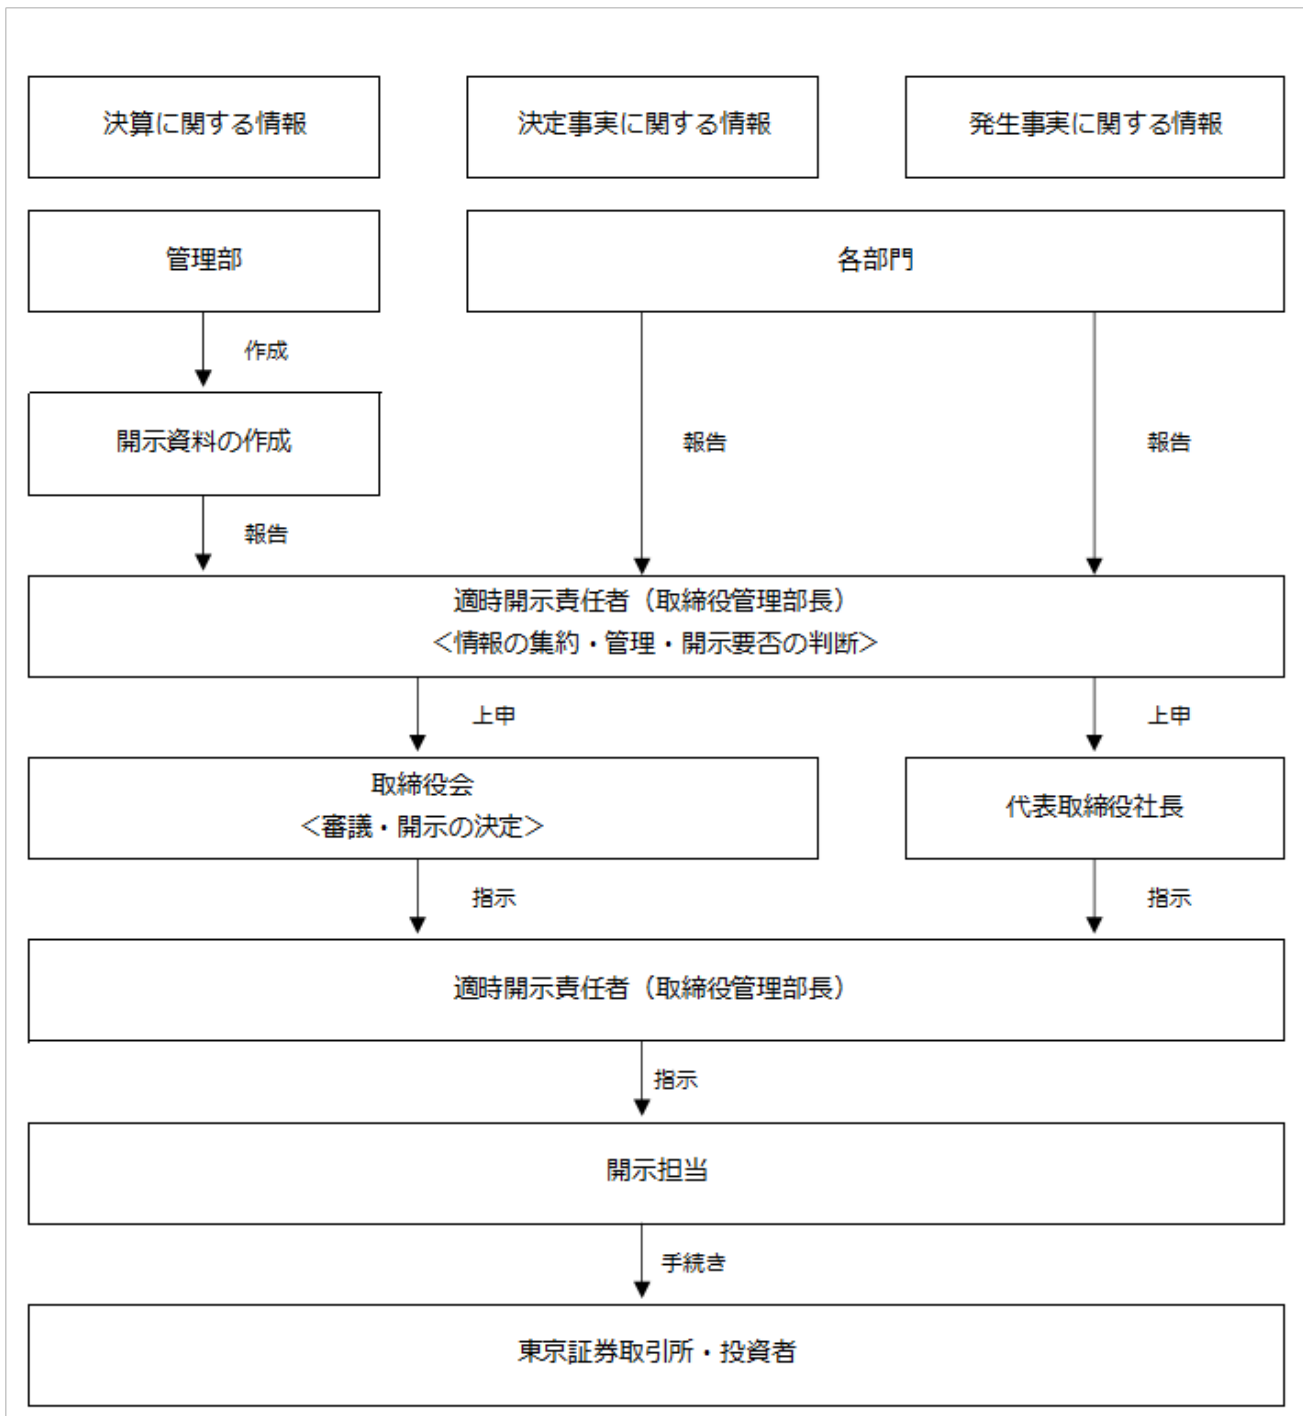 決算に関する情報
決定事実に関する情報
発生事実に関する情報
管理部
各部門
作成
開示資料の作成
報告
報告
報告
適時開示責任者（取締役管理部長）
＜情報の集約・管理・開示要否の判断＞
上申
上申
取締役会
＜審議・開示の決定＞
代表取締役社長
指示
指示
適時開示責任者（取締役管理部長）
指示
開示担当
手続き
東京証券取引所・投資者